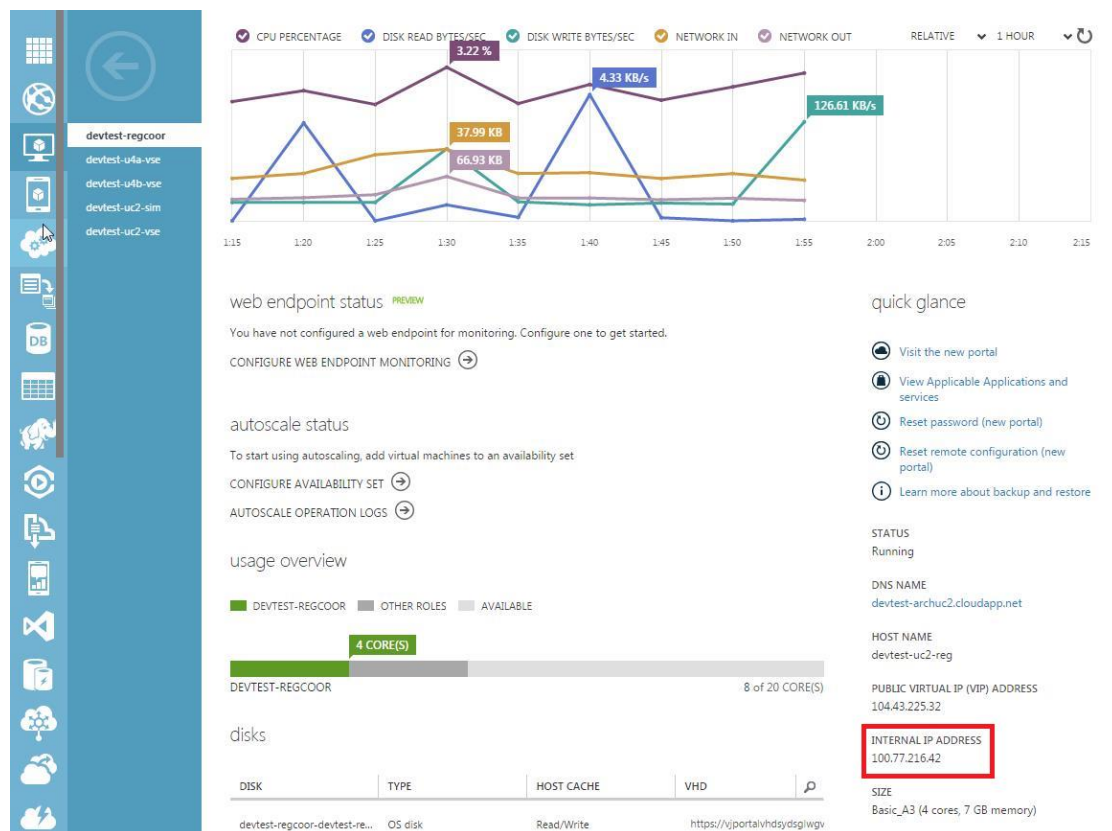 CPU PERCENTAGE DISK READ BYTES/SEC DISK WRITE BYTES/SEC NETWORK IN NETWORK OUT RELATIVE 1 HOUR
3.22 %
4.33 KB/s
126.61 KB/s
37.99 KB
66.93 KB
1:15 1:20 1:25 1:30 1:35 1:40 1:45 1:50 1:55 2:00 2:05 2:10 2:15
devtest-regcoor
devtest-u4a-vse
devtest-u4b-vse
devtest-uc2-sim
devtest-uc2-vse
DB
web endpoint status PREVIEW
You have not configured a web endpoint for monitoring. Configure one to get started.
CONFIGURE WEB ENDPOINT MONITORING
autoscale status
To start using autoscaling, add virtual machines to an availability set
CONFIGURE AVAILABILITY SET
AUTOSCALE OPERATION LOGS
usage overview
DEVTEST-REGCOOR OTHER ROLES AVAILABLE
4 CORE(S)
DEVTEST-REGCOOR 8 of 20 CORE(S)
disks
DISK TYPE HOST CACHE VHD
devtest-regcoor-devtest-re... OS disk Read/Write https://vjportalvhdsydsglwgv
quick glance
Visit the new portal
View Applicable Applications and
services
Reset password (new portal)
Reset remote configuration (new
portal)
Learn more about backup and restore
STATUS
Running
DNS NAME
devtest-archuc2.cloudapp.net
HOST NAME
devtest-uc2-reg
PUBLIC VIRTUAL IP (VIP) ADDRESS
104.43.225.32
INTERNAL IP ADDRESS
100.77.216.42
SIZE
Basic_A3 (4 cores, 7 GB memory)